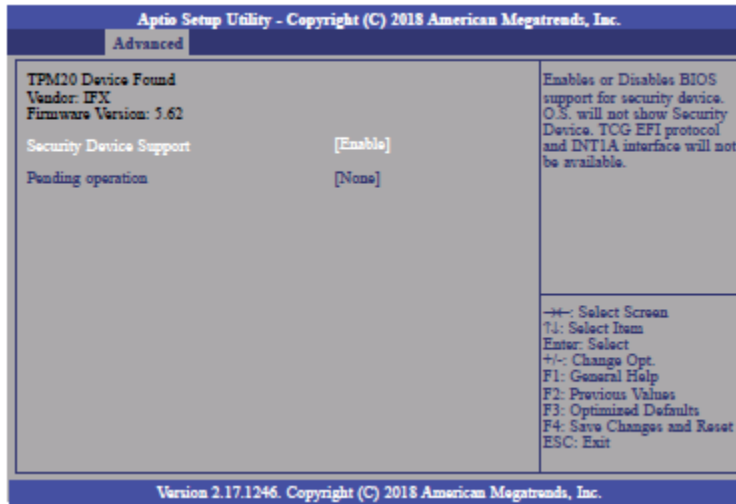 Aptio Setup Utility - Copyright (C) 2018 American Megatrends, Inc.
Advanced
TPM20 Device Found
Vendor: IFX
Firmware Version: 5.62
Security Device Support [Enable]
Pending operation [None]
Enables or Disables BIOS
support for security device.
O.S. will not show Security
Device. TCG EFI protocol
and INT1A interface will not
be available.
→←: Select Screen
↑↓: Select Item
Enter: Select
+/-: Change Opt.
F1: General Help
F2: Previous Values
F3: Optimized Defaults
F4: Save Changes and Reset
ESC: Exit
Version 2.17.1246. Copyright (C) 2018 American Megatrends, Inc.